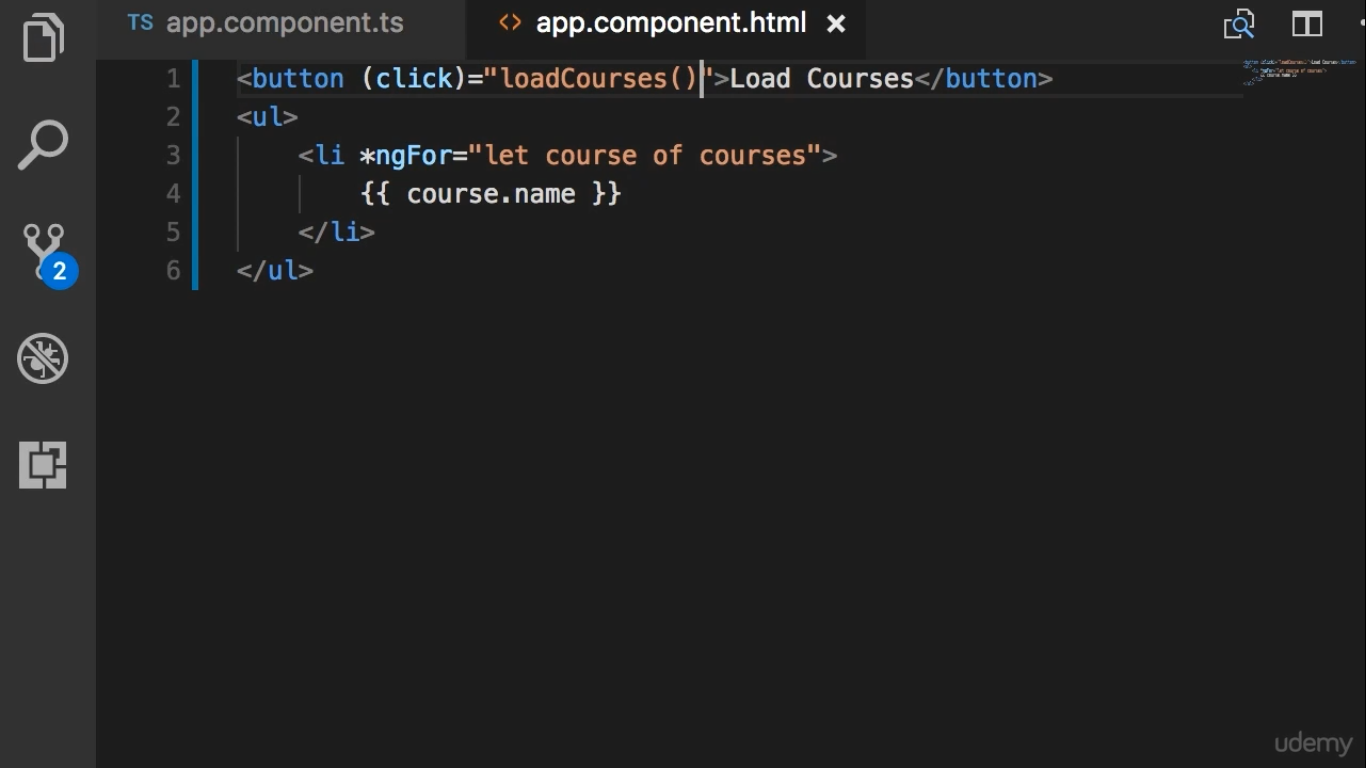 TS app.component.ts <> app.component.html ×
1 <button (click)="loadCourses()">Load Courses</button>
2 <ul>
3     <li *ngFor="let course of courses">
4         {{ course.name }}
5     </li>
6 </ul>
2
udemy